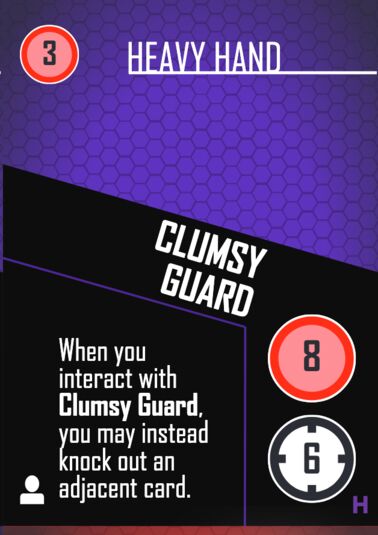 3
HEAVY HAND
CLUMSY
GUARD
When you
interact with
Clumsy Guard,
you may instead
knock out an
adjacent card.
8
6
H